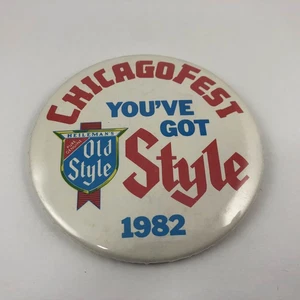 CHICAGOFEST
YOU'VE
GOT
Style
HEILEMAN'S
Old
Style
1982